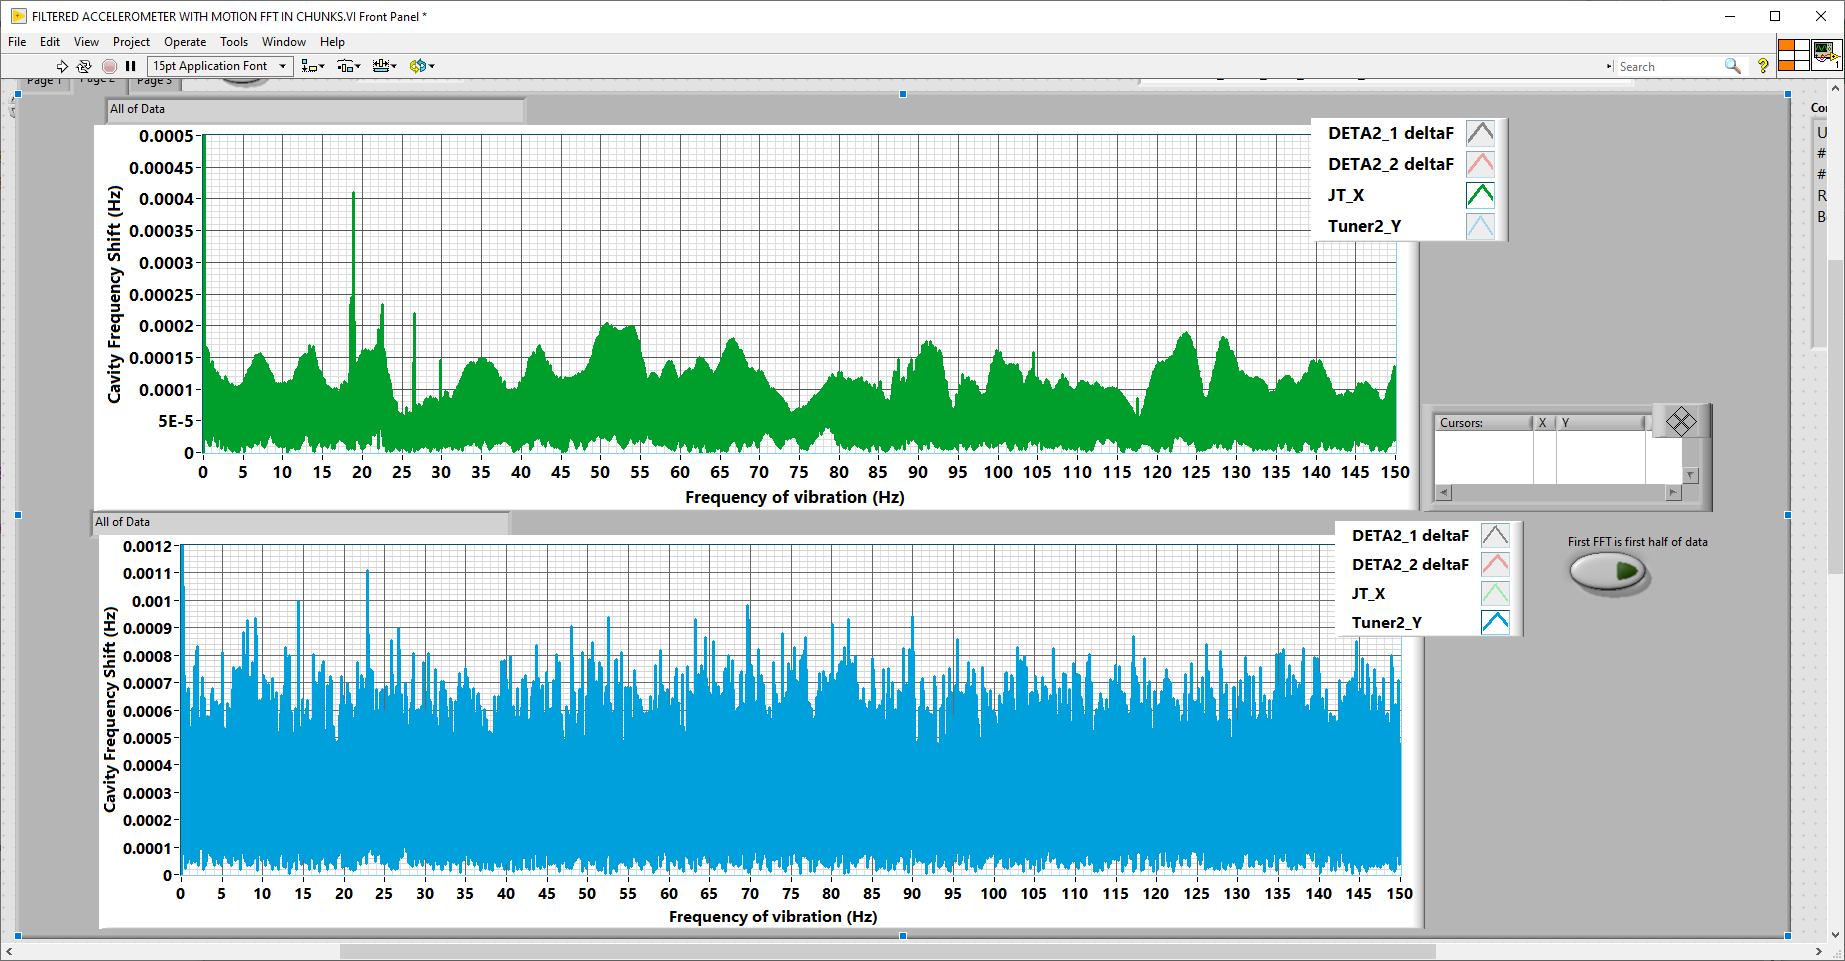 FILTERED ACCELEROMETER WITH MOTION FFT IN CHUNKS.VI Front Panel *
File Edit View Project Operate Tools Window Help
15pt Application Font
Search
1
Page 1 Page 2 Page 3
All of Data
0.0005
0.00045
0.0004
0.00035
0.0003
0.00025
0.0002
0.00015
0.0001
5E-5
0
Cavity Frequency Shift (Hz)
0 5 10 15 20 25 30 35 40 45 50 55 60 65 70 75 80 85 90 95 100 105 110 115 120 125 130 135 140 145 150
Frequency of vibration (Hz)
DETA2_1 deltaF
DETA2_2 deltaF
JT_X
Tuner2_Y
U
#
#
R
Cursors: X Y
All of Data
0.0012
0.0011
0.001
0.0009
0.0008
0.0007
0.0006
0.0005
0.0004
0.0003
0.0002
0.0001
0
Cavity Frequency Shift (Hz)
0 5 10 15 20 25 30 35 40 45 50 55 60 65 70 75 80 85 90 95 100 105 110 115 120 125 130 135 140 145 150
Frequency of vibration (Hz)
DETA2_1 deltaF
DETA2_2 deltaF
JT_X
Tuner2_Y
First FFT is first half of data